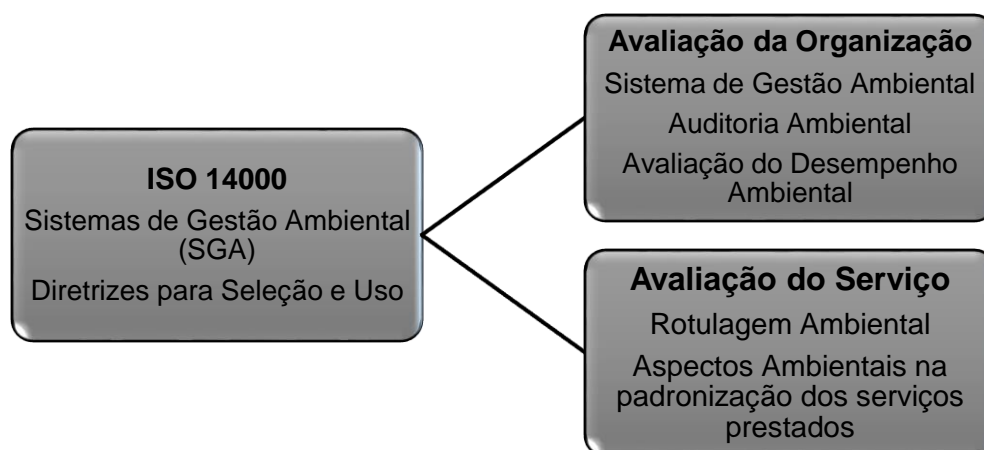 ISO 14000
Sistemas de Gestão Ambiental
(SGA)
Diretrizes para Seleção e Uso
Avaliação da Organização
Sistema de Gestão Ambiental
Auditoria Ambiental
Avaliação do Desempenho
Ambiental
Avaliação do Serviço
Rotulagem Ambiental
Aspectos Ambientais na
padronização dos serviços
prestados